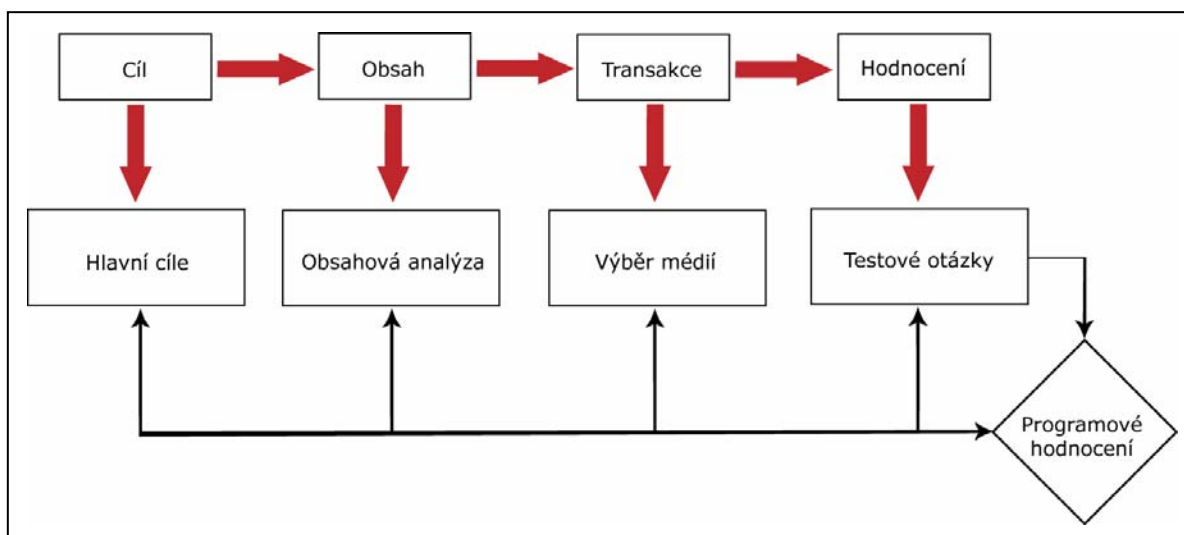 Cíl
Obsah
Transakce
Hodnocení
Hlavní cíle
Obsahová analýza
Výběr médií
Testové otázky
Programové
hodnocení